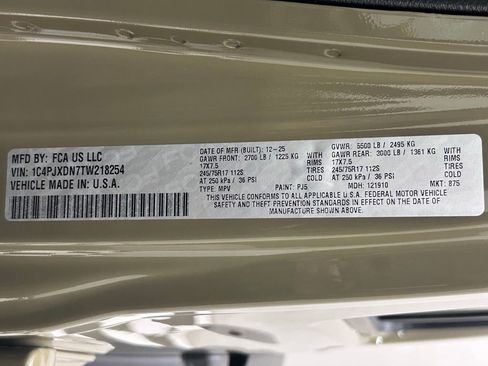 MFD BY: FCA US LLC
VIN: 1C4PJXDN7TW218254
VEHICLE MADE IN U.S.A.
DATE OF MFR (BUILT): 12-25 GVWR: 5500 LB / 2495 KG
GAWR FRONT: 2700 LB / 1225 KG WITH GAWR REAR: 3000 LB / 1361 KG WITH
17X7.5 RIMS 17X7.5 RIMS
245/75R17 112S TIRES 245/75R17 112S TIRES
AT 250 kPa / 36 PSI COLD AT 250 kPa / 36 PSI COLD
TYPE: MPV PAINT: PJ5 MDH: 121910 MKT: 875
THIS VEHICLE CONFORMS TO ALL APPLICABLE U.S.A. FEDERAL MOTOR VEHICLE
SAFETY AND THEFT PREVENTION STANDARDS IN EFFECT ON THE DATE OF
MANUFACTURE SHOWN ABOVE.